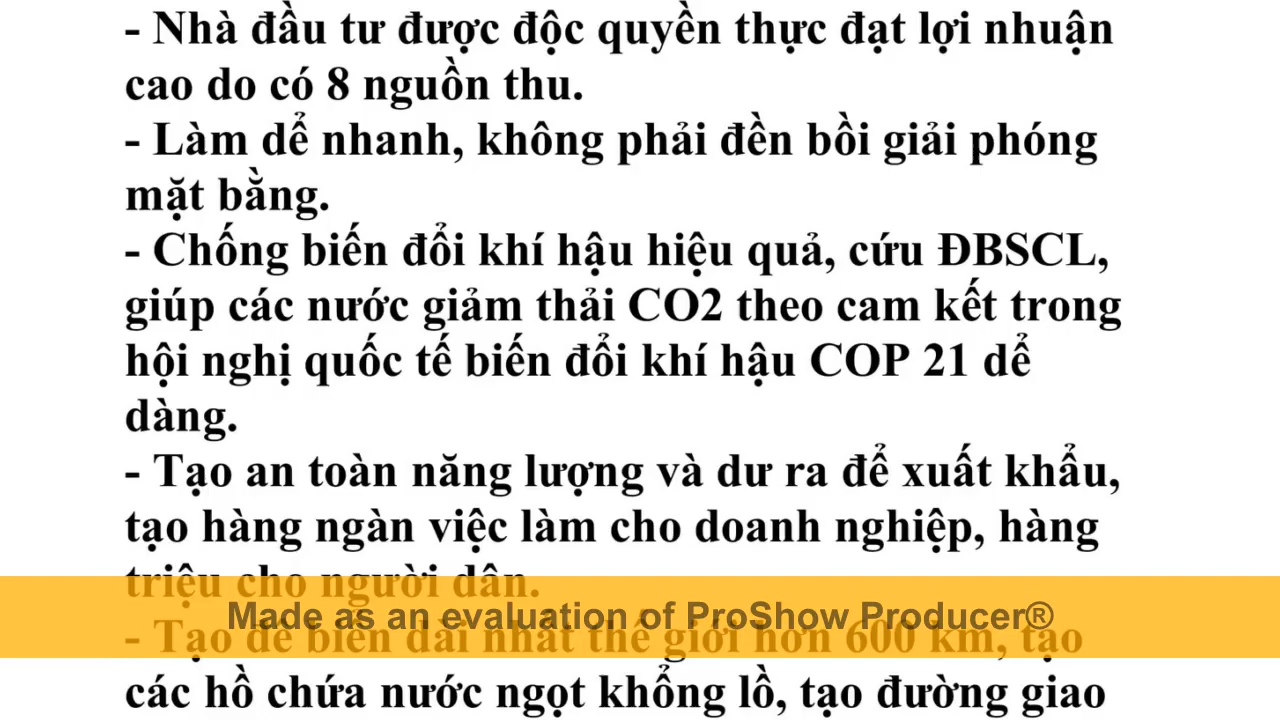 - Nhà đầu tư được độc quyền thực đạt lợi nhuận
cao do có 8 nguồn thu.
- Làm dể nhanh, không phải đền bồi giải phóng
mặt bằng.
- Chống biến đổi khí hậu hiệu quả, cứu ĐBSCL,
giúp các nước giảm thải CO2 theo cam kết trong
hội nghị quốc tế biến đổi khí hậu COP 21 dể
dàng.
- Tạo an toàn năng lượng và dư ra để xuất khẩu,
tạo hàng ngàn việc làm cho doanh nghiệp, hàng
triệu cho người dân.
Made as an evaluation of ProShow Producer®
- Tạo đê biển dài nhất thế giới hơn 600 km, tạo
các hồ chứa nước ngọt khổng lồ, tạo đường giao